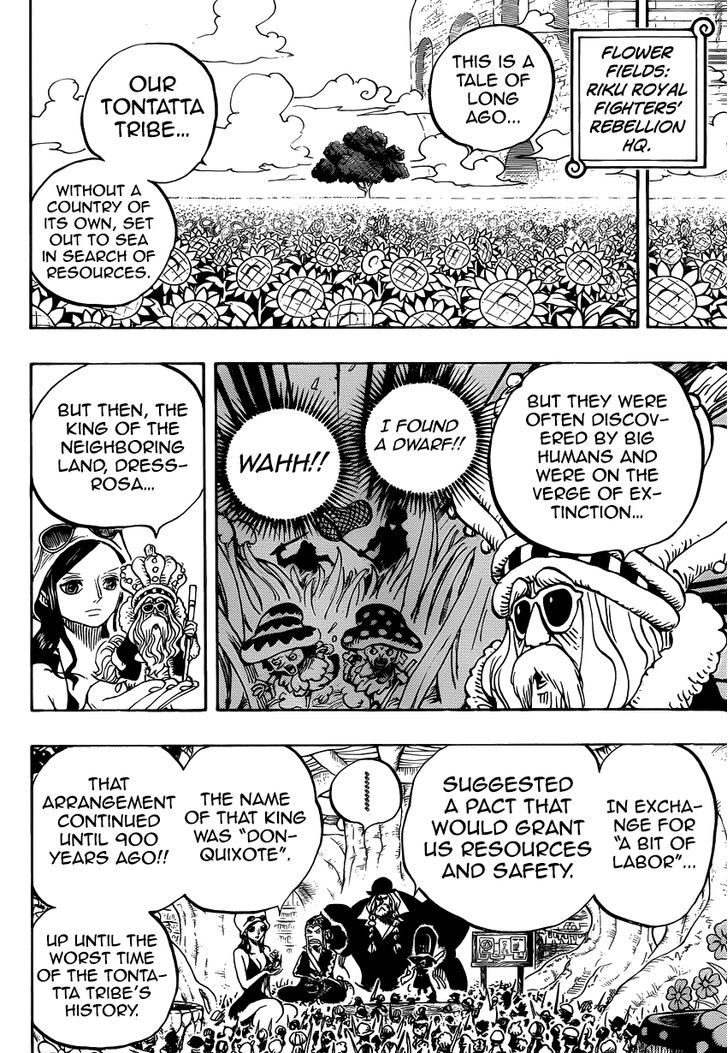 FLOWER
FIELDS:
RIKU ROYAL
FIGHTERS'
REBELLION
HQ.
THIS IS A
TALE OF
LONG
AGO...
OUR
TONTATTA
TRIBE...
WITHOUT A
COUNTRY OF
ITS OWN, SET
OUT TO SEA
IN SEARCH OF
RESOURCES.
BUT THEY WERE
OFTEN DISCOV-
ERED BY BIG
HUMANS AND
WERE ON THE
VERGE OF EX-
TINCTION...
I FOUND
A DWARF!!
WAHH!!
BUT THEN, THE
KING OF THE
NEIGHBORING
LAND, DRESS-
ROSA...
IN EXCHA-
NGE FOR
"A BIT OF
LABOR"...
SUGGESTED
A PACT THAT
WOULD GRANT
US RESOURCES
AND SAFETY.
THE NAME
OF THAT KING
WAS "DON-
QUIXOTE".
THAT
ARRANGEMENT
CONTINUED
UNTIL 900
YEARS AGO!!
UP UNTIL THE
WORST TIME
OF THE TONTA-
TTA TRIBE'S
HISTORY.